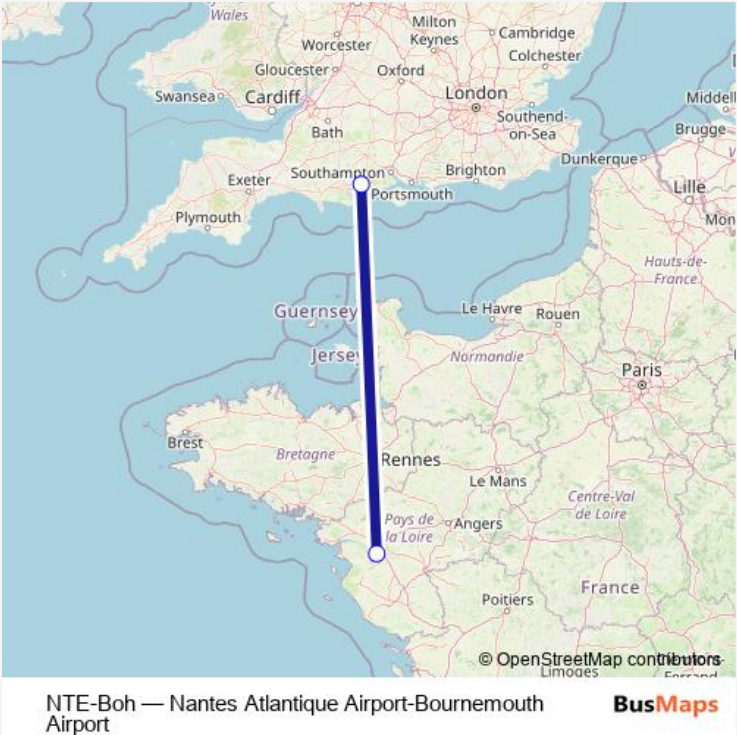 Wales
Milton
Keynes
Cambridge
Worcester
Colchester
Gloucester
Oxford
Swansea
Cardiff
London
Southend-
on-Sea
Middell
Bath
Brugge
Dunkerque
Southampton
Brighton
Exeter
Portsmouth
Lille
Plymouth
Mon
Hauts-de-
France
Guernsey
Le Havre
Rouen
Jersey
Normandie
Paris
Brest
Bretagne
Rennes
Le Mans
Centre-Val
de Loire
Pays de
la Loire
Angers
France
Poitiers
© OpenStreetMap contributors
Limoges
Ferrand
NTE-Boh — Nantes Atlantique Airport-Bournemouth
Airport
BusMaps